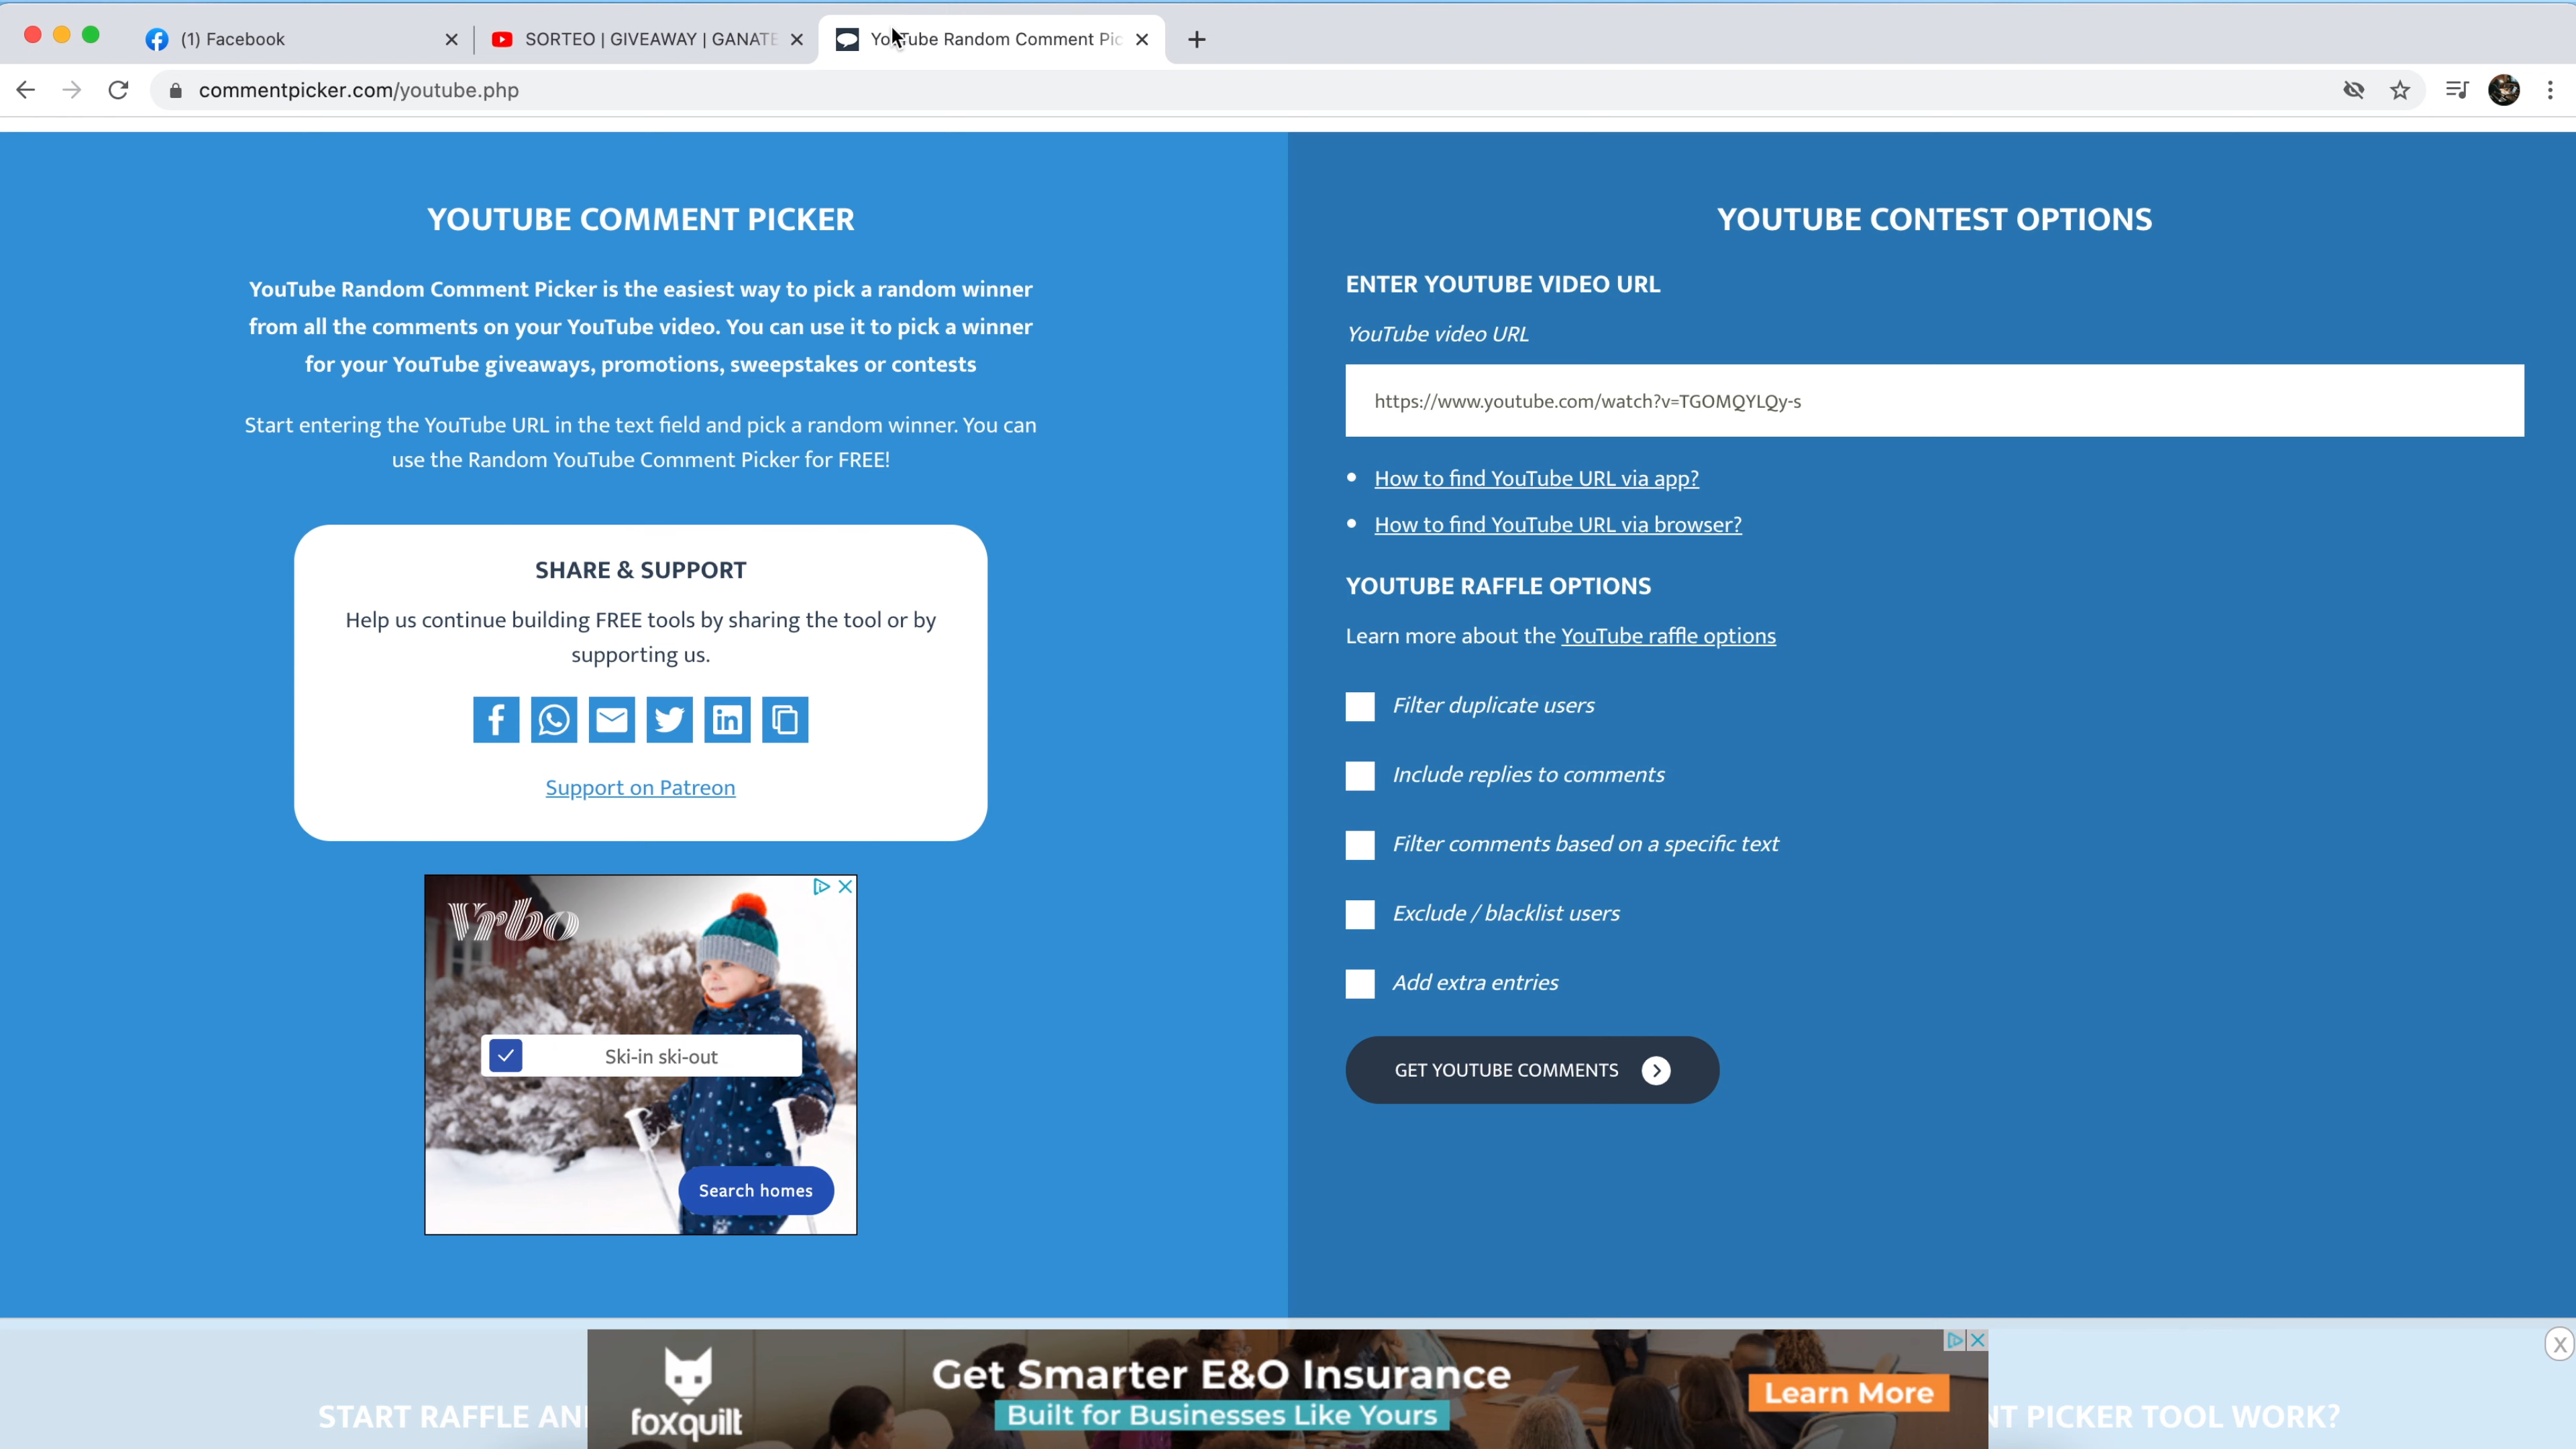 (1) Facebook
SORTEO | GIVEAWAY | GANATE
YouTube Random Comment Pic
commentpicker.com/youtube.php
YOUTUBE COMMENT PICKER
YouTube Random Comment Picker is the easiest way to pick a random winner
from all the comments on your YouTube video. You can use it to pick a winner
for your YouTube giveaways, promotions, sweepstakes or contests
Start entering the YouTube URL in the text field and pick a random winner. You can
use the Random YouTube Comment Picker for FREE!
SHARE & SUPPORT
Help us continue building FREE tools by sharing the tool or by
supporting us.
Support on Patreon
Vrbo
Ski-in ski-out
Search homes
YOUTUBE CONTEST OPTIONS
ENTER YOUTUBE VIDEO URL
YouTube video URL
https://www.youtube.com/watch?v=TGOMQYLQy-s
How to find YouTube URL via app?
How to find YouTube URL via browser?
YOUTUBE RAFFLE OPTIONS
Learn more about the YouTube raffle options
Filter duplicate users
Include replies to comments
Filter comments based on a specific text
Exclude / blacklist users
Add extra entries
GET YOUTUBE COMMENTS
START RAFFLE AN
foxquilt
Get Smarter E&O Insurance
Built for Businesses Like Yours
Learn More
NT PICKER TOOL WORK?
X